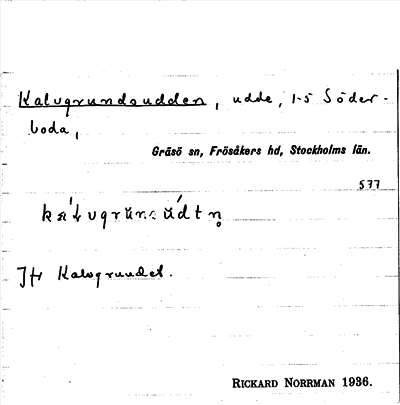 Kalvgrundsudden, udde, 1-5 Söder-
boda,
Gräsö sn, Frösåkers hd, Stockholms län.
577
Jfr Kalvgrundet.
RICKARD NORRMAN 1936.